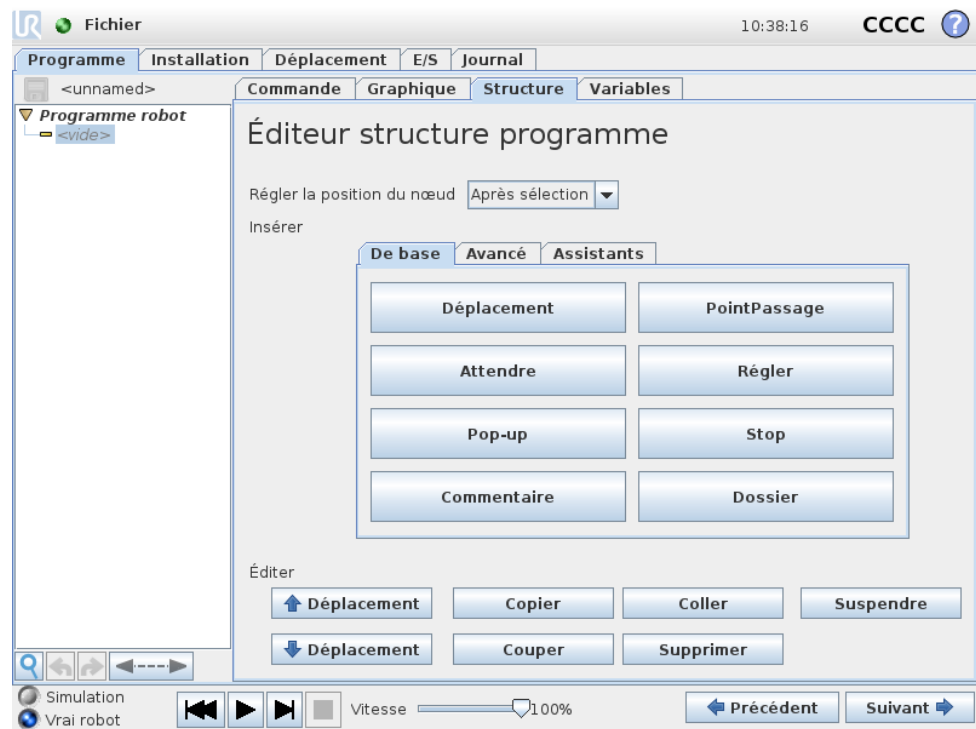 UR Fichier 10:38:16 CCCC ?
Programme Installation Déplacement E/S Journal
<unnamed> Commande Graphique Structure Variables
Programme robot
<vide>
Éditeur structure programme
Régler la position du nœud Après sélection
Insérer
De base Avancé Assistants
Déplacement PointPassage
Attendre Régler
Pop-up Stop
Commentaire Dossier
Éditer
Déplacement Copier Coller Suspendre
Déplacement Couper Supprimer
Simulation
Vrai robot
Vitesse 100% Précédent Suivant